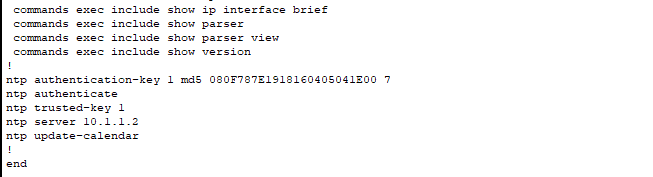 commands exec include show ip interface brief
commands exec include show parser
commands exec include show parser view
commands exec include show version
!
ntp authentication-key 1 md5 080F787E1918160405041E00 7
ntp authenticate
ntp trusted-key 1
ntp server 10.1.1.2
ntp update-calendar
!
end